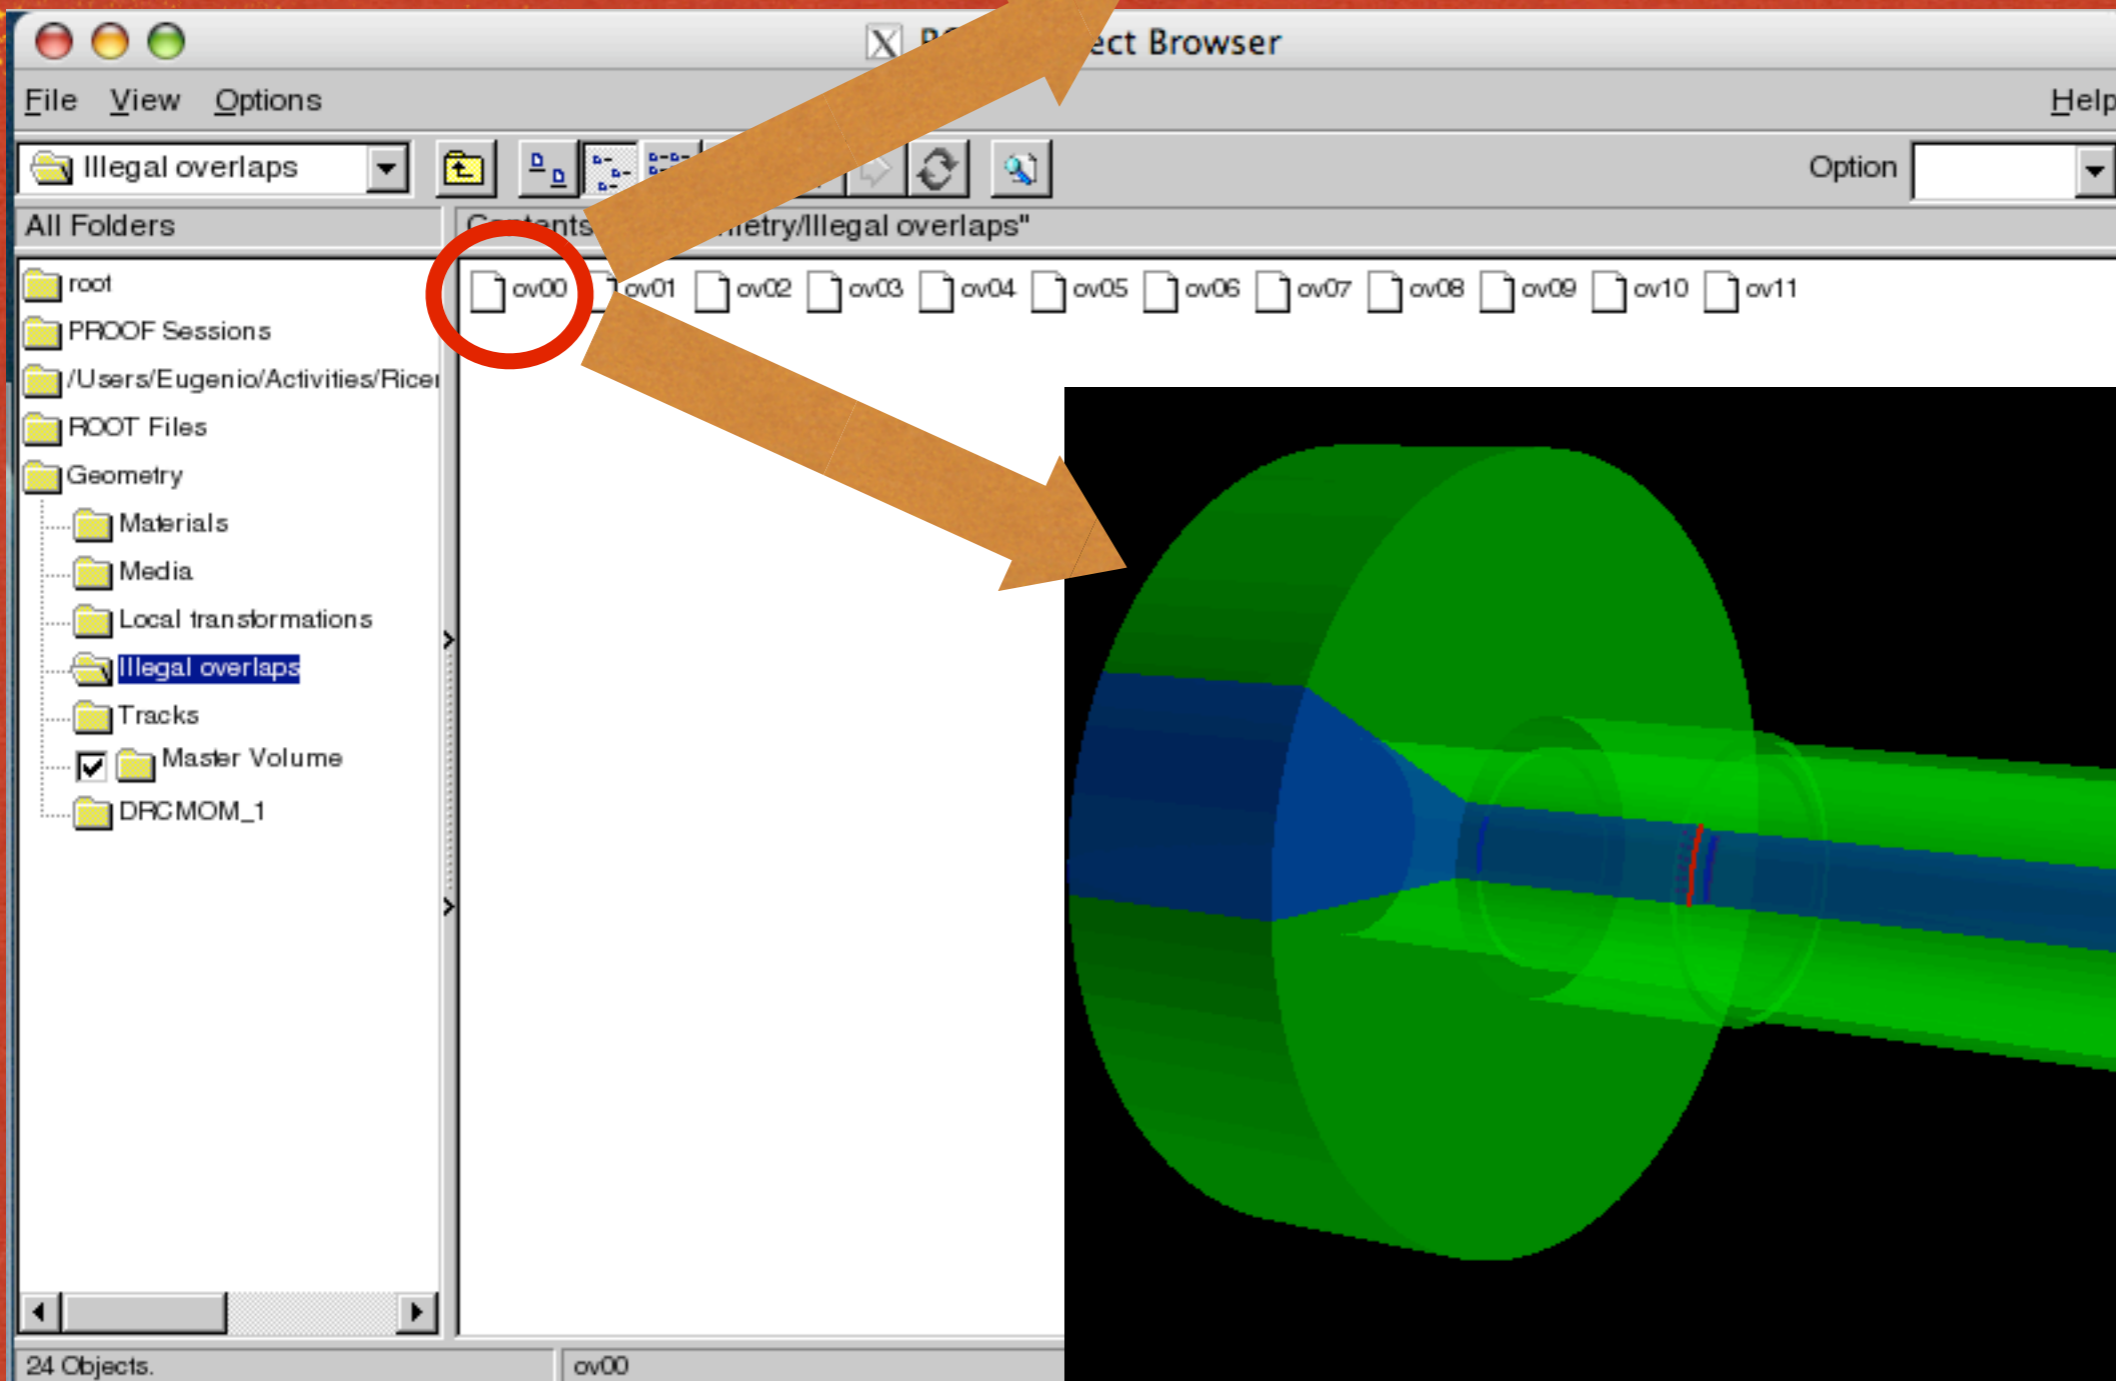 ect Browser
File View Options Help
Illegal overlaps Option
All Folders
etry/Illegal overlaps"
root
PROOF Sessions
/Users/Eugenio/Activities/Ricer
ROOT Files
Geometry
Materials
Media
Local transformations
Illegal overlaps
Tracks
Master Volume
DRCMOM_1
ov00 ov01 ov02 ov03 ov04 ov05 ov06 ov07 ov08 ov09 ov10 ov11
24 Objects. ov00